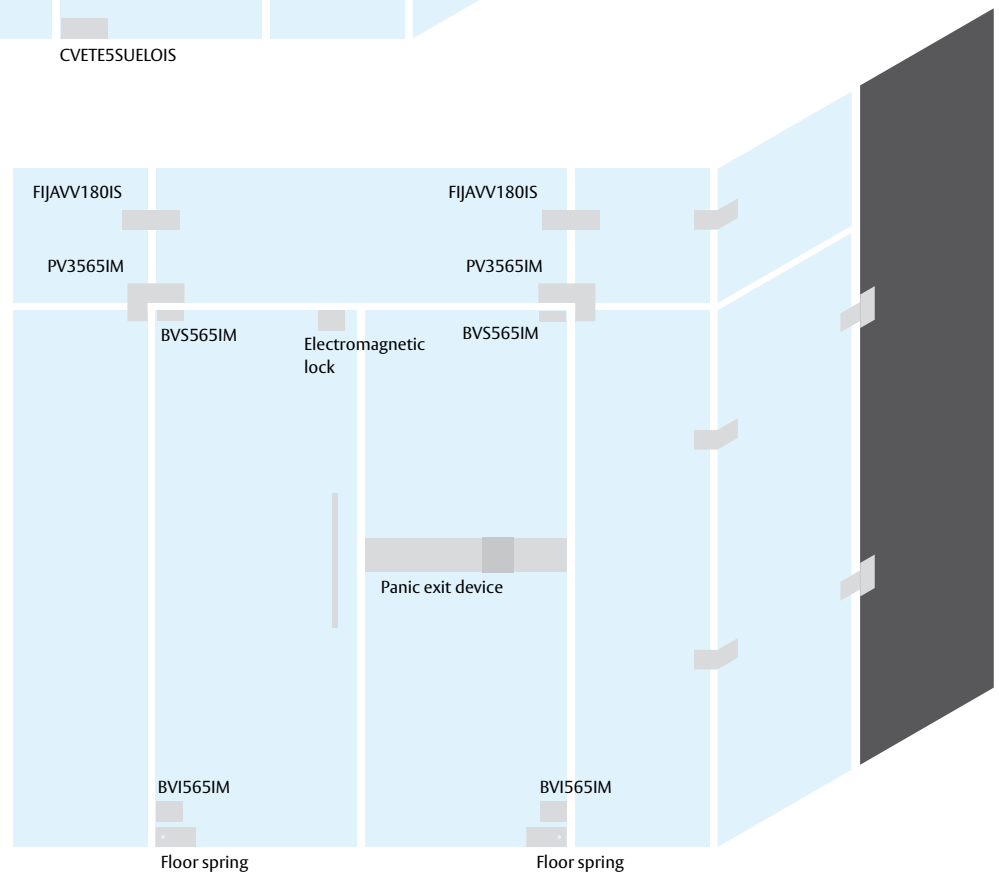 CVETE5SUELOIS
FIJAVV180IS
FIJAVV180IS
PV3565IM
PV3565IM
BVS565IM
BVS565IM
Electromagnetic
lock
Panic exit device
BVI565IM
BVI565IM
Floor spring
Floor spring